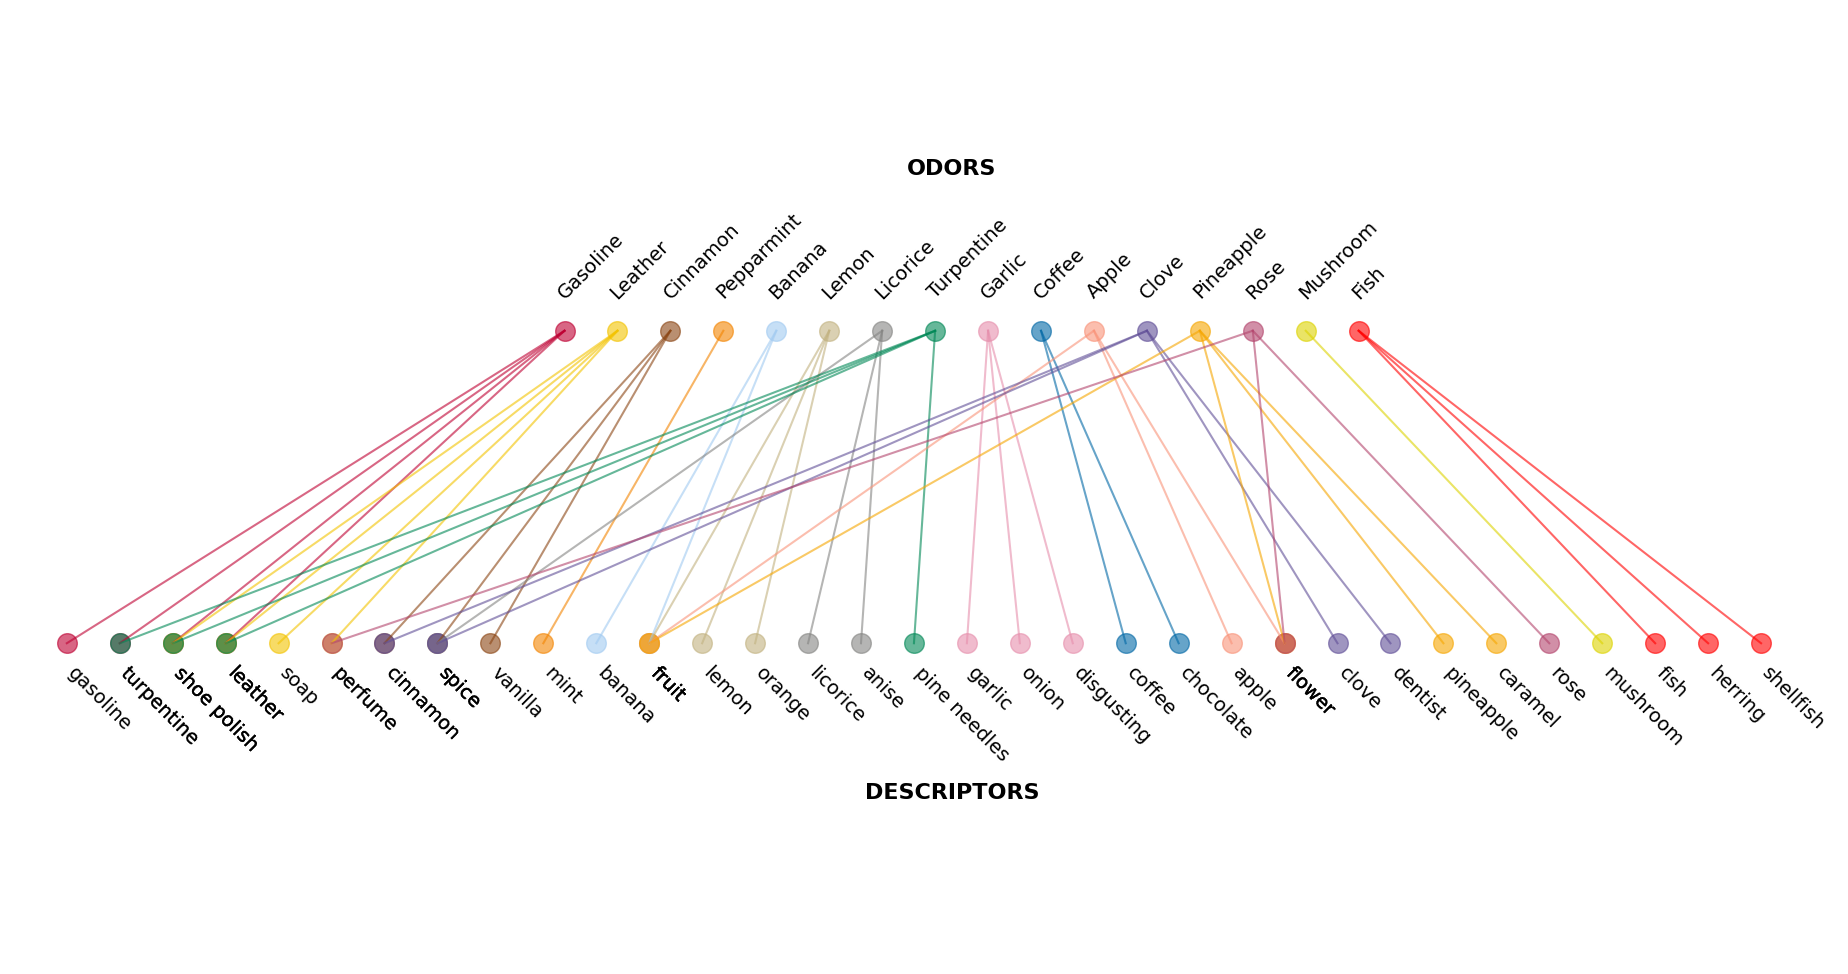 ODORS
Gasoline
Leather
Cinnamon
Pepparmint
Banana
Lemon
Licorice
Turpentine
Garlic
Coffee
Apple
Clove
Pineapple
Rose
Mushroom
Fish
gasoline
turpentine
shoe polish
leather
soap
perfume
cinnamon
spice
vanilla
mint
banana
fruit
lemon
orange
licorice
anise
pine needles
garlic
onion
disgusting
coffee
chocolate
apple
flower
clove
dentist
pineapple
caramel
rose
mushroom
fish
herring
shellfish
DESCRIPTORS